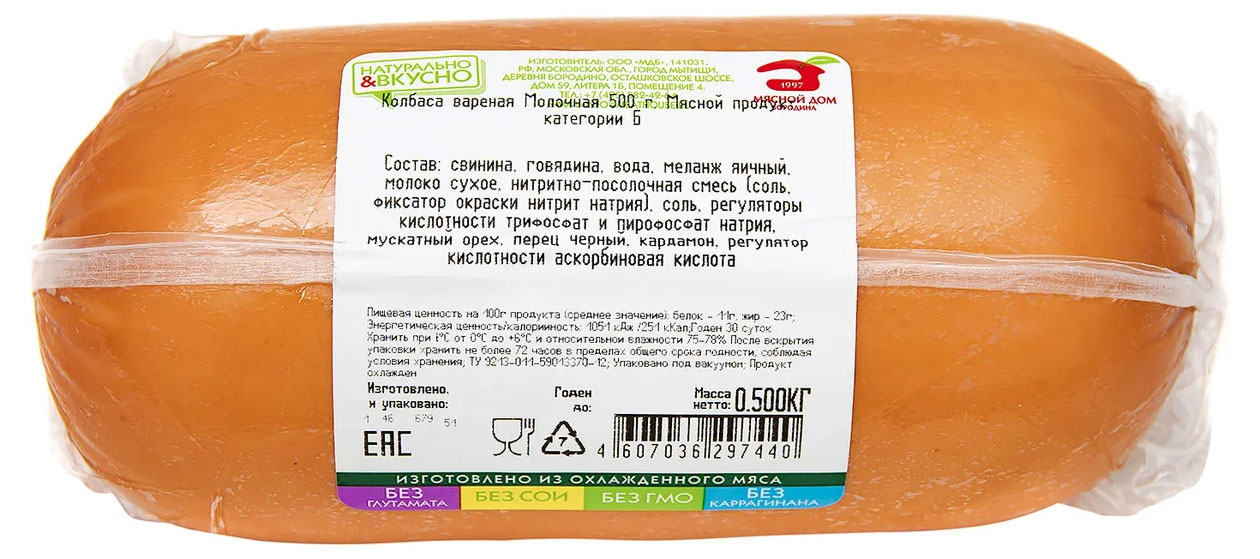 НАТУРАЛЬНО
&ВКУСНО
ИЗГОТОВИТЕЛЬ: ООО «МДБ», 141031,
РФ, МОСКОВСКАЯ ОБЛ., ГОРОД МЫТИЩИ,
ДЕРЕВНЯ БОРОДИНО, ОСТАШКОВСКОЕ ШОССЕ,
ДОМ 59, ЛИТЕРА 1Б, ПОМЕЩЕНИЕ 4.
1997
МЯСНОЙ ДОМ
БОРОДИНА
Колбаса вареная Молочная 500 г. Мясной продукт
категории Б
Состав: свинина, говядина, вода, меланж яичный,
молоко сухое, нитритно-посолочная смесь (соль,
фиксатор окраски нитрит натрия), соль, регуляторы
кислотности трифосфат и пирофосфат натрия,
мускатный орех, перец черный, кардамон, регулятор
кислотности аскорбиновая кислота
Пищевая ценность на 100г продукта (среднее значение): белок - 11г, жир - 23г;
Энергетическая ценность/калорийность: 1051 кДж /251 кКал;Годен 30 суток
Хранить при t°С от 0°С до +6°С и относительной влажности 75-78% После вскрытия
упаковки хранить не более 72 часов в пределах общего срока годности, соблюдая
условия хранения; ТУ 9213-011-59013370-12; Упаковано под вакуумом; Продукт
охлажден
Изготовлено.
и упаковано:
Годен
до:
Масса
нетто: 0.500КГ
1 46 679 51
ЕАС
7
4 607036 297440
ИЗГОТОВЛЕНО ИЗ ОХЛАЖДЕННОГО МЯСА
БЕЗ
ГЛУТАМАТА
БЕЗ СОИ
БЕЗ ГМО
БЕЗ
КАРРАГИНАНА